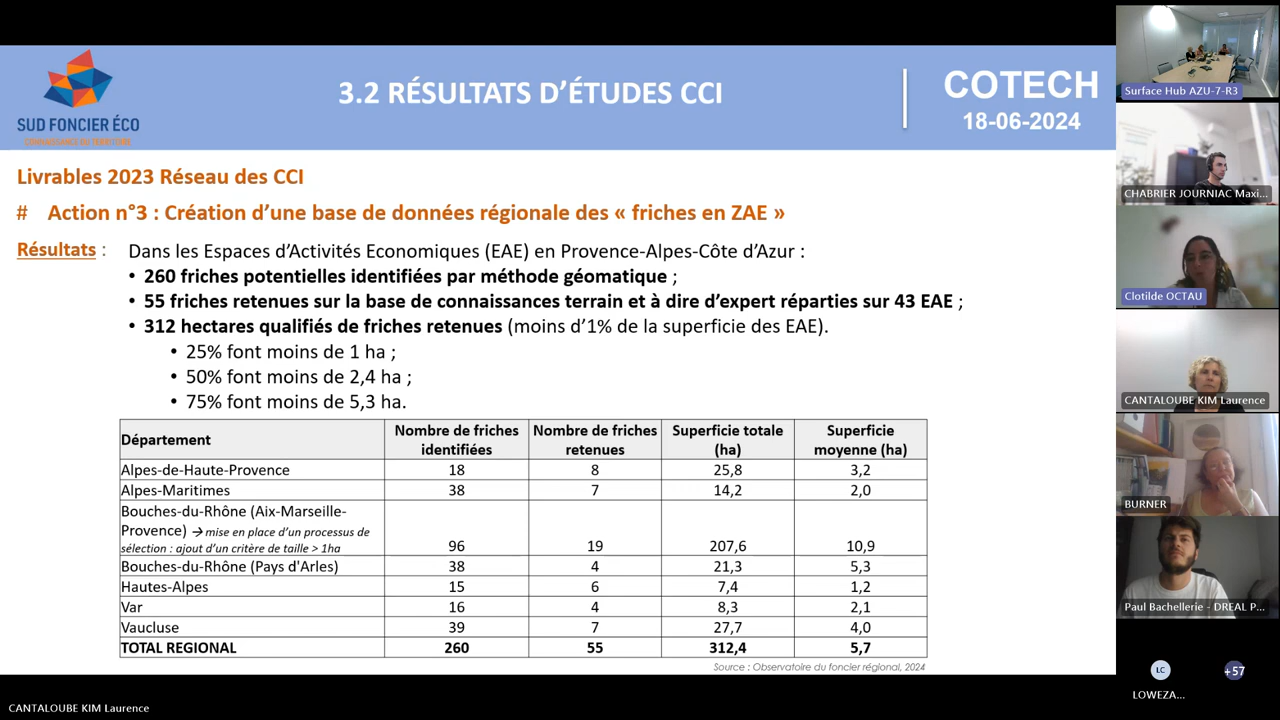 SUD FONCIER ÉCO
CONNAISSANCE DU TERRITOIRE
3.2 RÉSULTATS D’ÉTUDES CCI
COTECH
18-06-2024
Livrables 2023 Réseau des CCI
# Action n°3 : Création d’une base de données régionale des « friches en ZAE »
Résultats : Dans les Espaces d’Activités Economiques (EAE) en Provence-Alpes-Côte d’Azur :
• 260 friches potentielles identifiées par méthode géomatique ;
• 55 friches retenues sur la base de connaissances terrain et à dire d’expert réparties sur 43 EAE ;
• 312 hectares qualifiés de friches retenues (moins d’1% de la superficie des EAE).
• 25% font moins de 1 ha ;
• 50% font moins de 2,4 ha ;
• 75% font moins de 5,3 ha.
Département Nombre de friches identifiées Nombre de friches retenues Superficie totale (ha) Superficie moyenne (ha)
Alpes-de-Haute-Provence 18 8 25,8 3,2
Alpes-Maritimes 38 7 14,2 2,0
Bouches-du-Rhône (Aix-Marseille-
Provence) → mise en place d’un processus de
sélection : ajout d’un critère de taille > 1ha 96 19 207,6 10,9
Bouches-du-Rhône (Pays d'Arles) 38 4 21,3 5,3
Hautes-Alpes 15 6 7,4 1,2
Var 16 4 8,3 2,1
Vaucluse 39 7 27,7 4,0
TOTAL REGIONAL 260 55 312,4 5,7
Source : Observatoire du foncier régional, 2024
CANTALOUBE KIM Laurence
Surface Hub AZU-7-R3
CHABRIER JOURNIAC Maxi...
Clotilde OCTAU
CANTALOUBE KIM Laurence
BURNER
Paul Bachellerie - DREAL P...
LC
+57
LOWEZA...